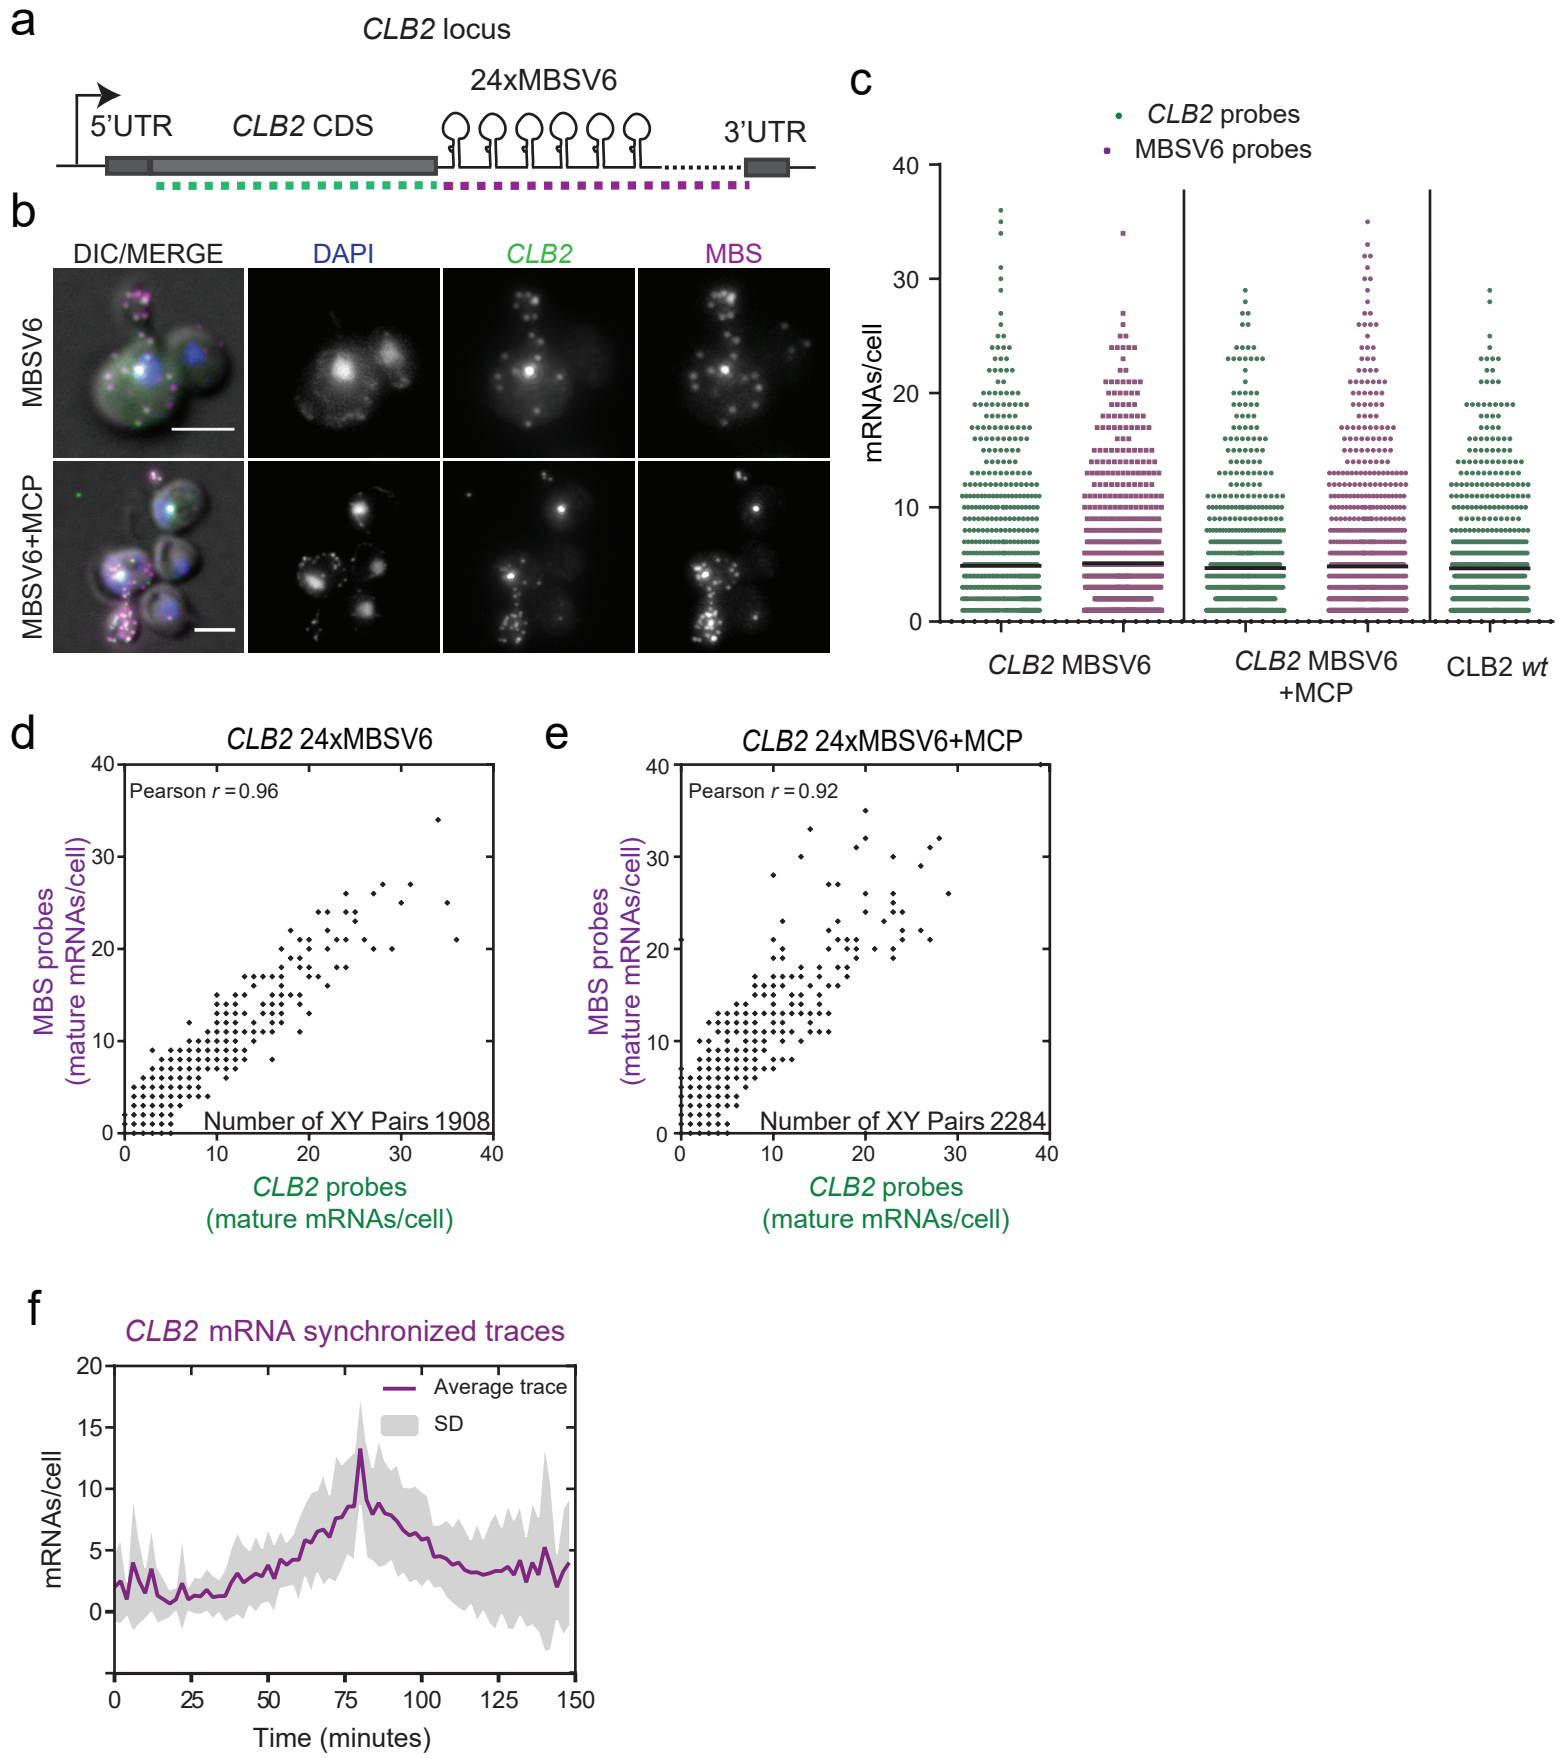 a
CLB2 locus
24xMBSV6
5’UTR
CLB2 CDS
3’UTR
b
DIC/MERGE
DAPI
CLB2
MBS
MBSV6
MBSV6+MCP
c
CLB2 probes
MBSV6 probes
mRNAs/cell
40
30
20
10
0
CLB2 MBSV6
CLB2 MBSV6
+MCP
CLB2 wt
d
CLB2 24xMBSV6
Pearson r = 0.96
MBS probes
(mature mRNAs/cell)
40
30
20
10
0
Number of XY Pairs 1908
0 10 20 30 40
CLB2 probes
(mature mRNAs/cell)
e
CLB2 24xMBSV6+MCP
Pearson r = 0.92
MBS probes
(mature mRNAs/cell)
40
30
20
10
0
Number of XY Pairs 2284
0 10 20 30 40
CLB2 probes
(mature mRNAs/cell)
f
CLB2 mRNA synchronized traces
Average trace
SD
mRNAs/cell
20
15
10
5
0
0 25 50 75 100 125 150
Time (minutes)